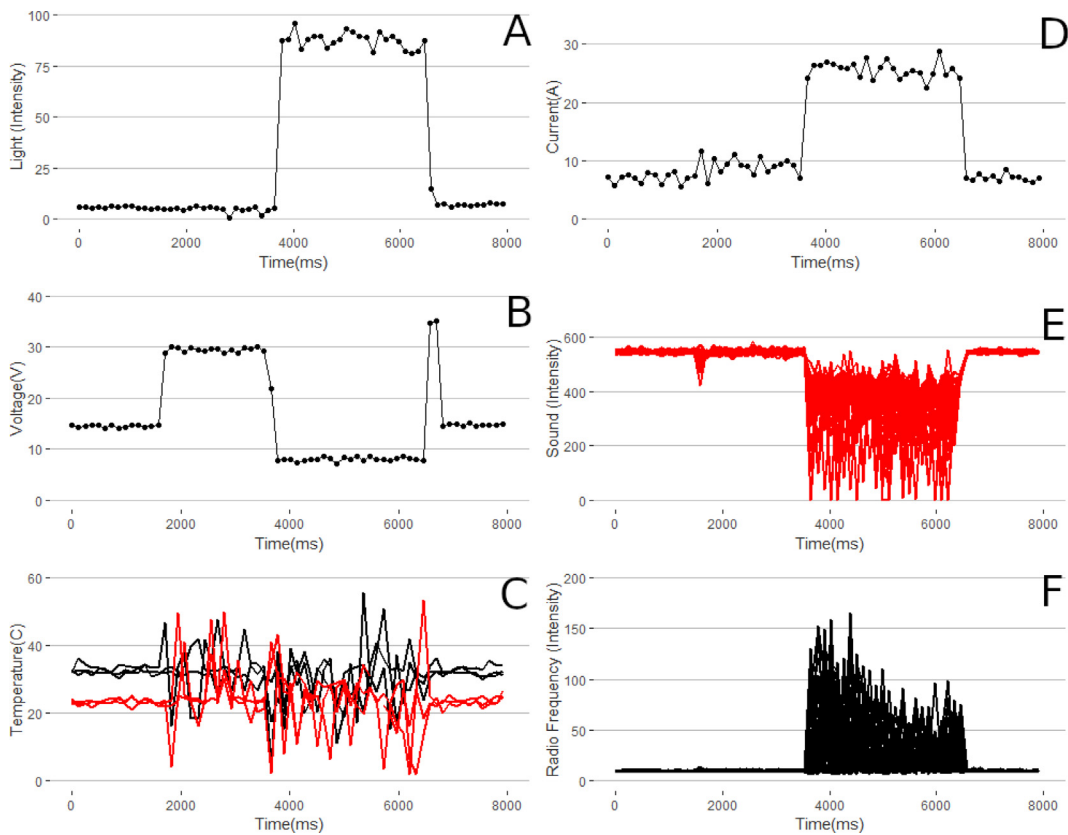 A
Light (Intensity)
100
75
50
25
0
0 2000 4000 6000 8000
Time(ms)
D
Current(A)
30
20
10
0
0 2000 4000 6000 8000
Time(ms)
B
Voltage(V)
40
30
20
10
0
0 2000 4000 6000 8000
Time(ms)
E
Sound (Intensity)
600
400
200
0
0 2000 4000 6000 8000
Time(ms)
C
Temperature(C)
60
40
20
0
0 2000 4000 6000 8000
Time(ms)
F
Radio Frequency (Intensity)
200
150
100
50
0
0 2000 4000 6000 8000
Time(ms)